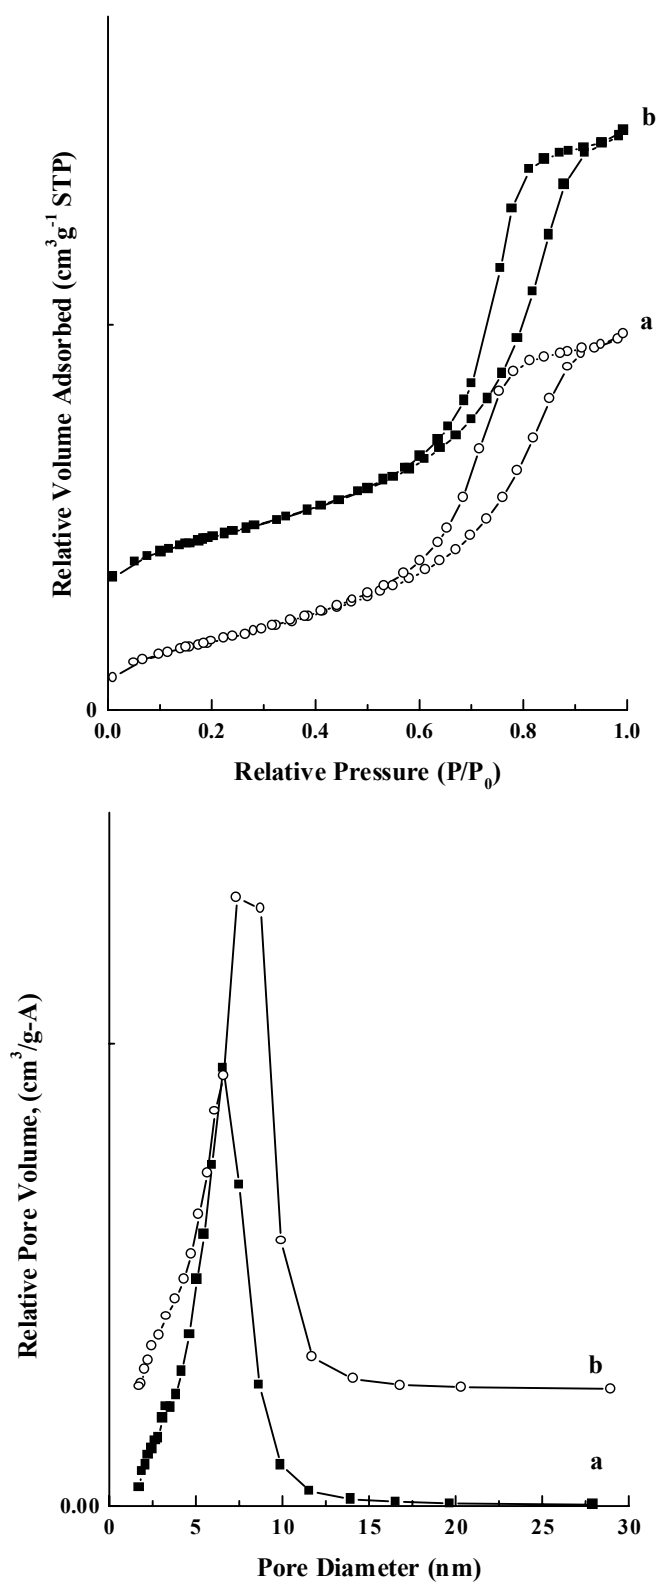 b
Relative Volume Adsorbed (cm³g⁻¹ STP)
a
0
0.0 0.2 0.4 0.6 0.8 1.0
Relative Pressure (P/P₀)
Relative Pore Volume, (cm³/g-A)
b
a
0.00
0 5 10 15 20 25 30
Pore Diameter (nm)